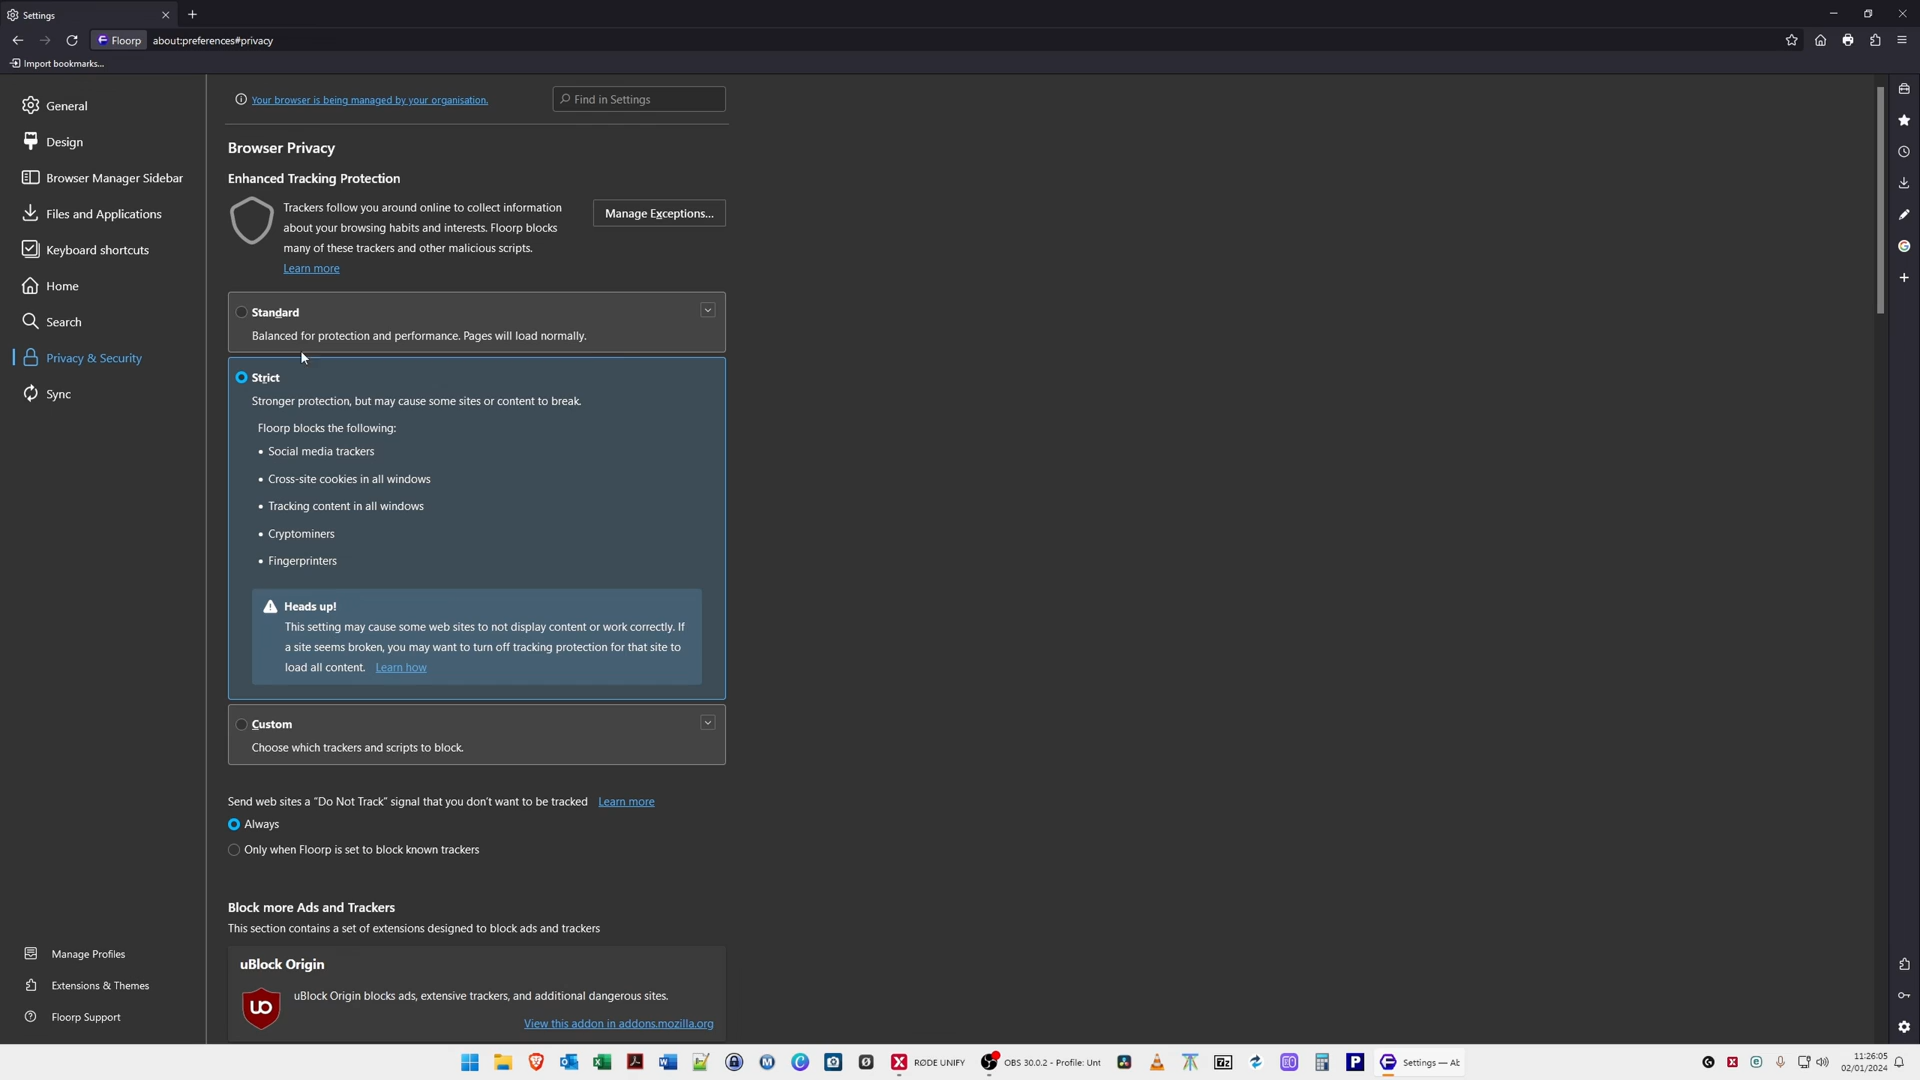 Settings
Floorp
about:preferences#privacy
Import bookmarks...
General
Design
Browser Manager Sidebar
Files and Applications
Keyboard shortcuts
Home
Search
Privacy & Security
Sync
Manage Profiles
Extensions & Themes
Floorp Support
Your browser is being managed by your organisation.
Find in Settings
Browser Privacy
Enhanced Tracking Protection
Trackers follow you around online to collect information
about your browsing habits and interests. Floorp blocks
many of these trackers and other malicious scripts.
Learn more
Manage Exceptions...
Standard
Balanced for protection and performance. Pages will load normally.
Strict
Stronger protection, but may cause some sites or content to break.
Floorp blocks the following:
• Social media trackers
• Cross-site cookies in all windows
• Tracking content in all windows
• Cryptominers
• Fingerprinters
Heads up!
This setting may cause some web sites to not display content or work correctly. If
a site seems broken, you may want to turn off tracking protection for that site to
load all content. Learn how
Custom
Choose which trackers and scripts to block.
Send web sites a “Do Not Track” signal that you don’t want to be tracked Learn more
Always
Only when Floorp is set to block known trackers
Block more Ads and Trackers
This section contains a set of extensions designed to block ads and trackers
uBlock Origin
uBlock Origin blocks ads, extensive trackers, and additional dangerous sites.
View this addon in addons.mozilla.org
RØDE UNIFY
OBS 30.0.2 - Profile: Unt
7z
Settings — Ab
11:26:05
02/01/2024